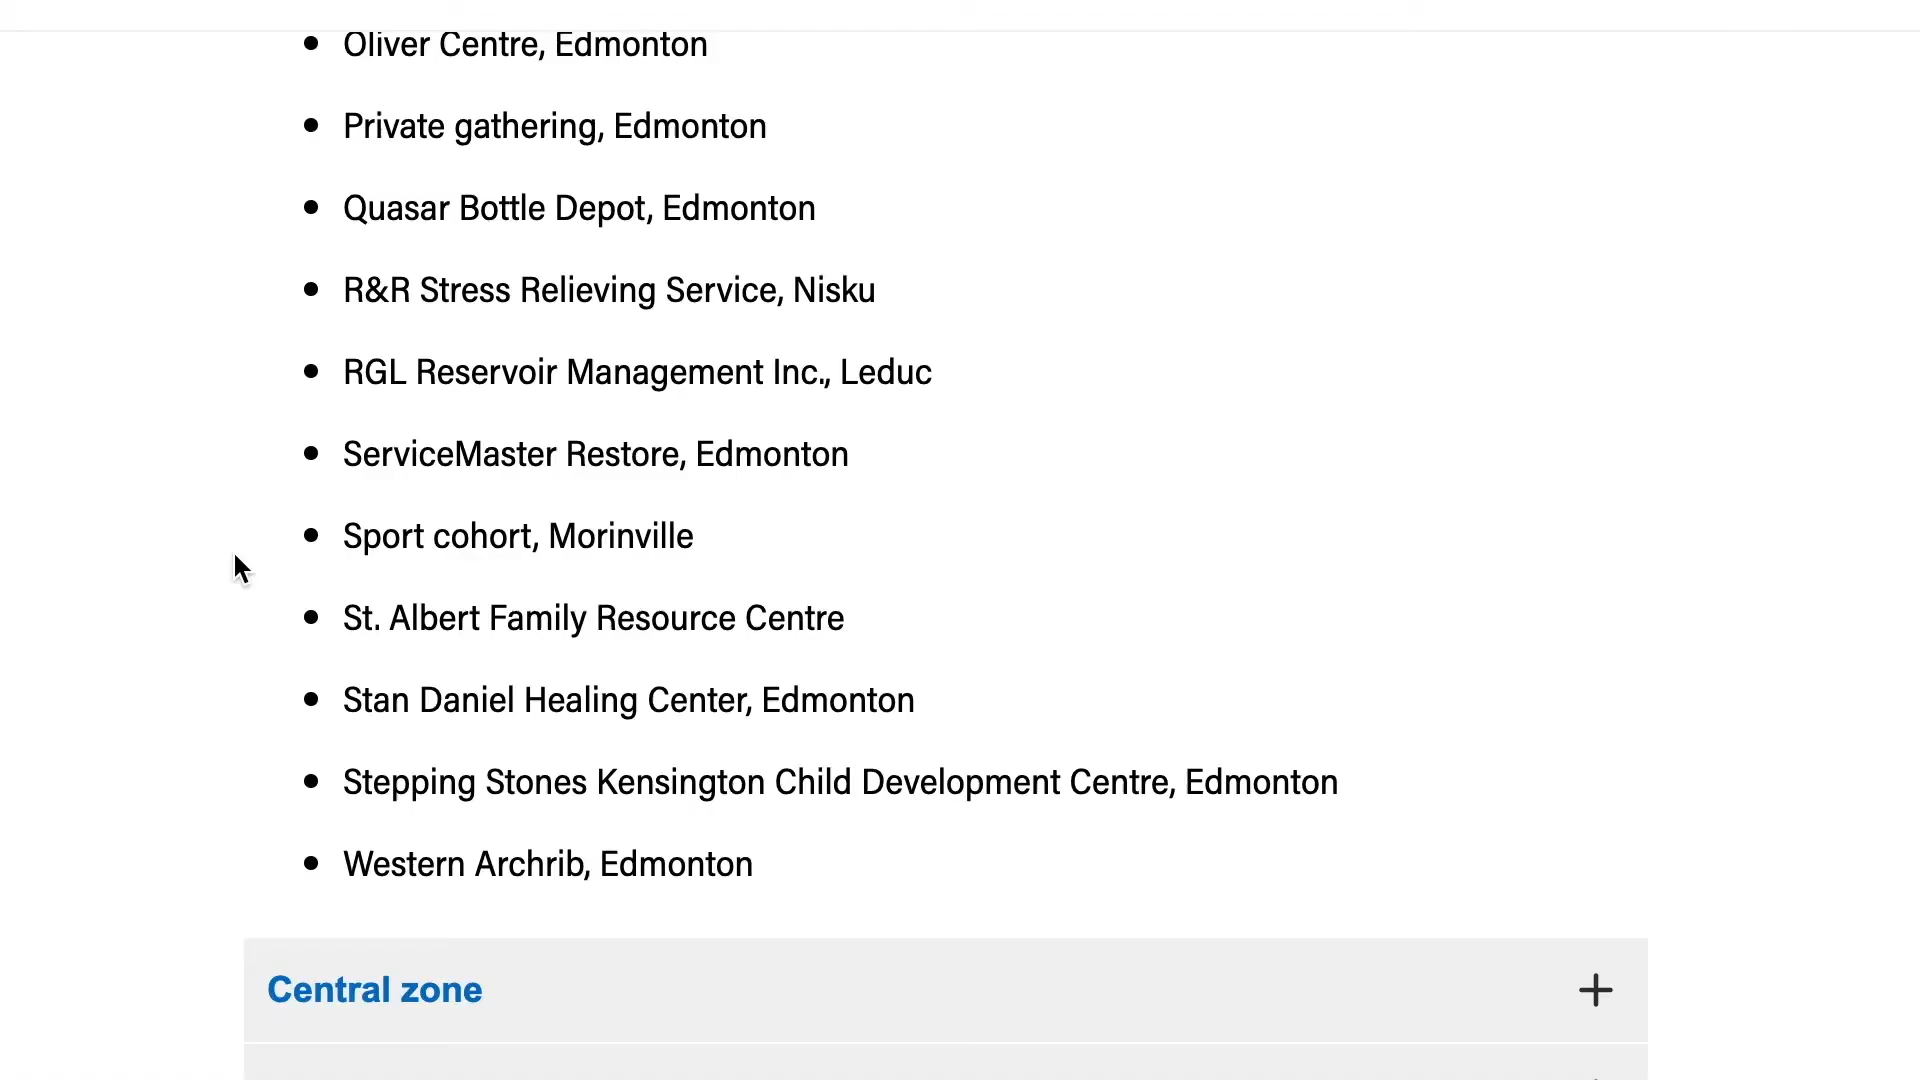 Oliver Centre, Edmonton
Private gathering, Edmonton
Quasar Bottle Depot, Edmonton
R&R Stress Relieving Service, Nisku
RGL Reservoir Management Inc., Leduc
ServiceMaster Restore, Edmonton
Sport cohort, Morinville
St. Albert Family Resource Centre
Stan Daniel Healing Center, Edmonton
Stepping Stones Kensington Child Development Centre, Edmonton
Western Archrib, Edmonton
Central zone